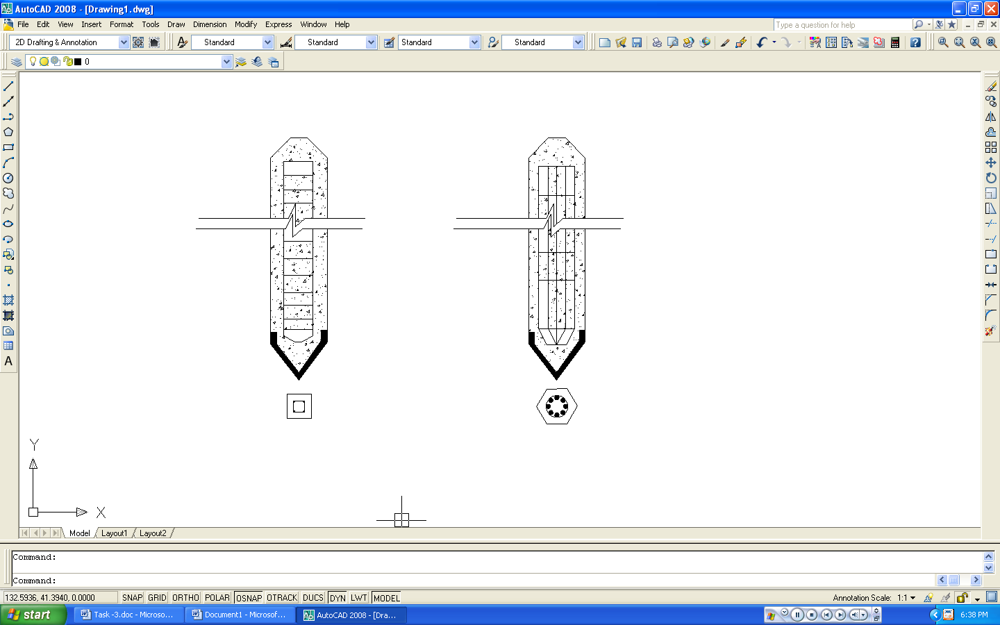 AutoCAD 2008 - [Drawing1.dwg]
File Edit View Insert Format Tools Draw Dimension Modify Express Window Help Type a question for help
2D Drafting & Annotation Standard Standard Standard Standard
0
Y
X
A
Model Layout1 Layout2
Command:
Command:
132.5936, 41.3940, 0.0000 SNAP GRID ORTHO POLAR OSNAP OTRACK DUCS DYN LWT MODEL Annotation Scale: 1:1
start Task -3.doc - Microso... Document1 - Microsof... AutoCAD 2008 - [Dra... 6:38 PM